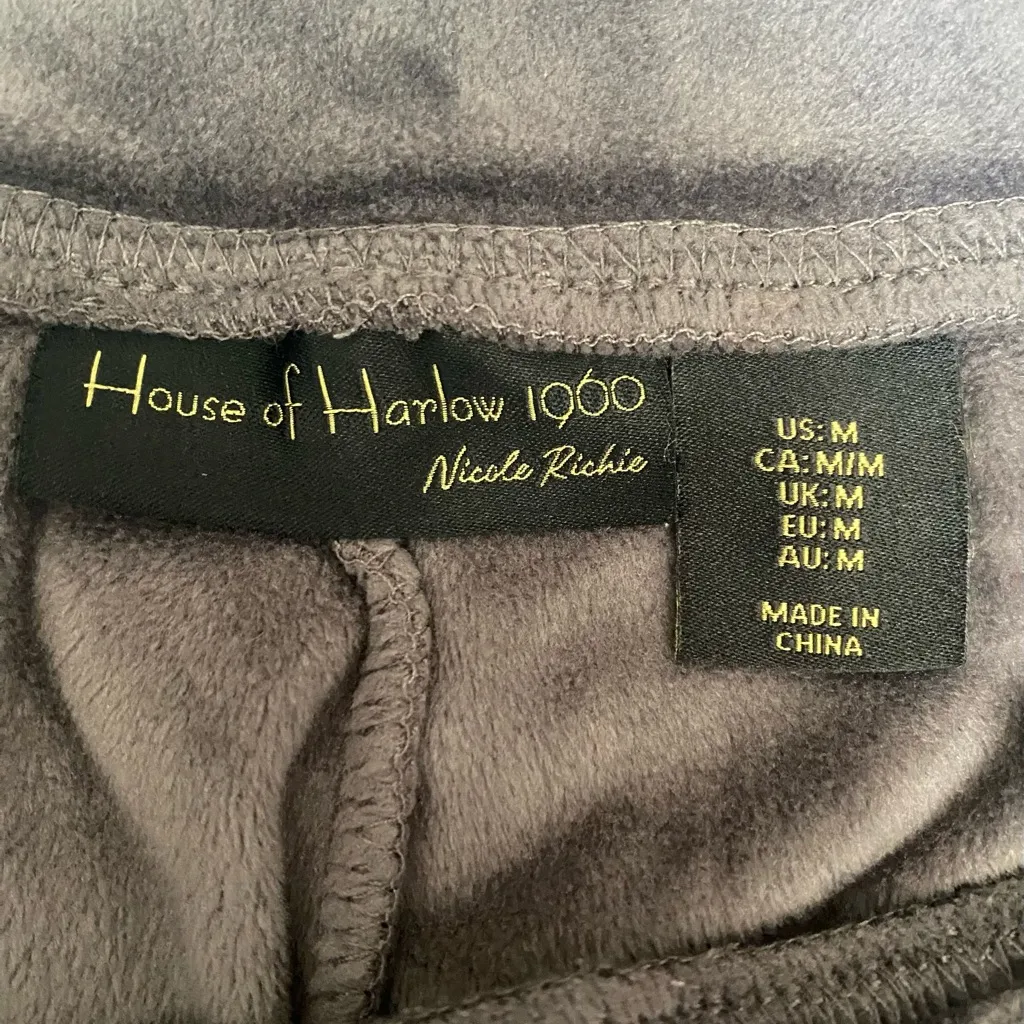 House of Harlow 1960
Nicole Richie
US: M
CA: M/M
UK: M
EU: M
AU: M
MADE IN
CHINA